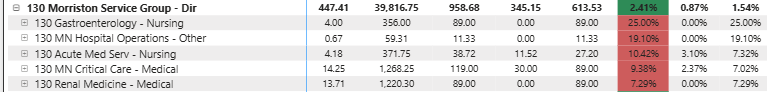 130 Morriston Service Group - Dir 447.41 39,816.75 958.68 345.15 613.53 2.41% 0.87% 1.54%
130 Gastroenterology - Nursing 4.00 356.00 89.00 0.00 89.00 25.00% 0.00% 25.00%
130 MN Hospital Operations - Other 0.67 59.31 11.33 0.00 11.33 19.10% 0.00% 19.10%
130 Acute Med Serv - Nursing 4.18 371.75 38.72 11.52 27.20 10.42% 3.10% 7.32%
130 MN Critical Care - Medical 14.25 1,268.25 119.00 30.00 89.00 9.38% 2.37% 7.02%
130 Renal Medicine - Medical 13.71 1,220.30 89.00 0.00 89.00 7.29% 0.00% 7.29%